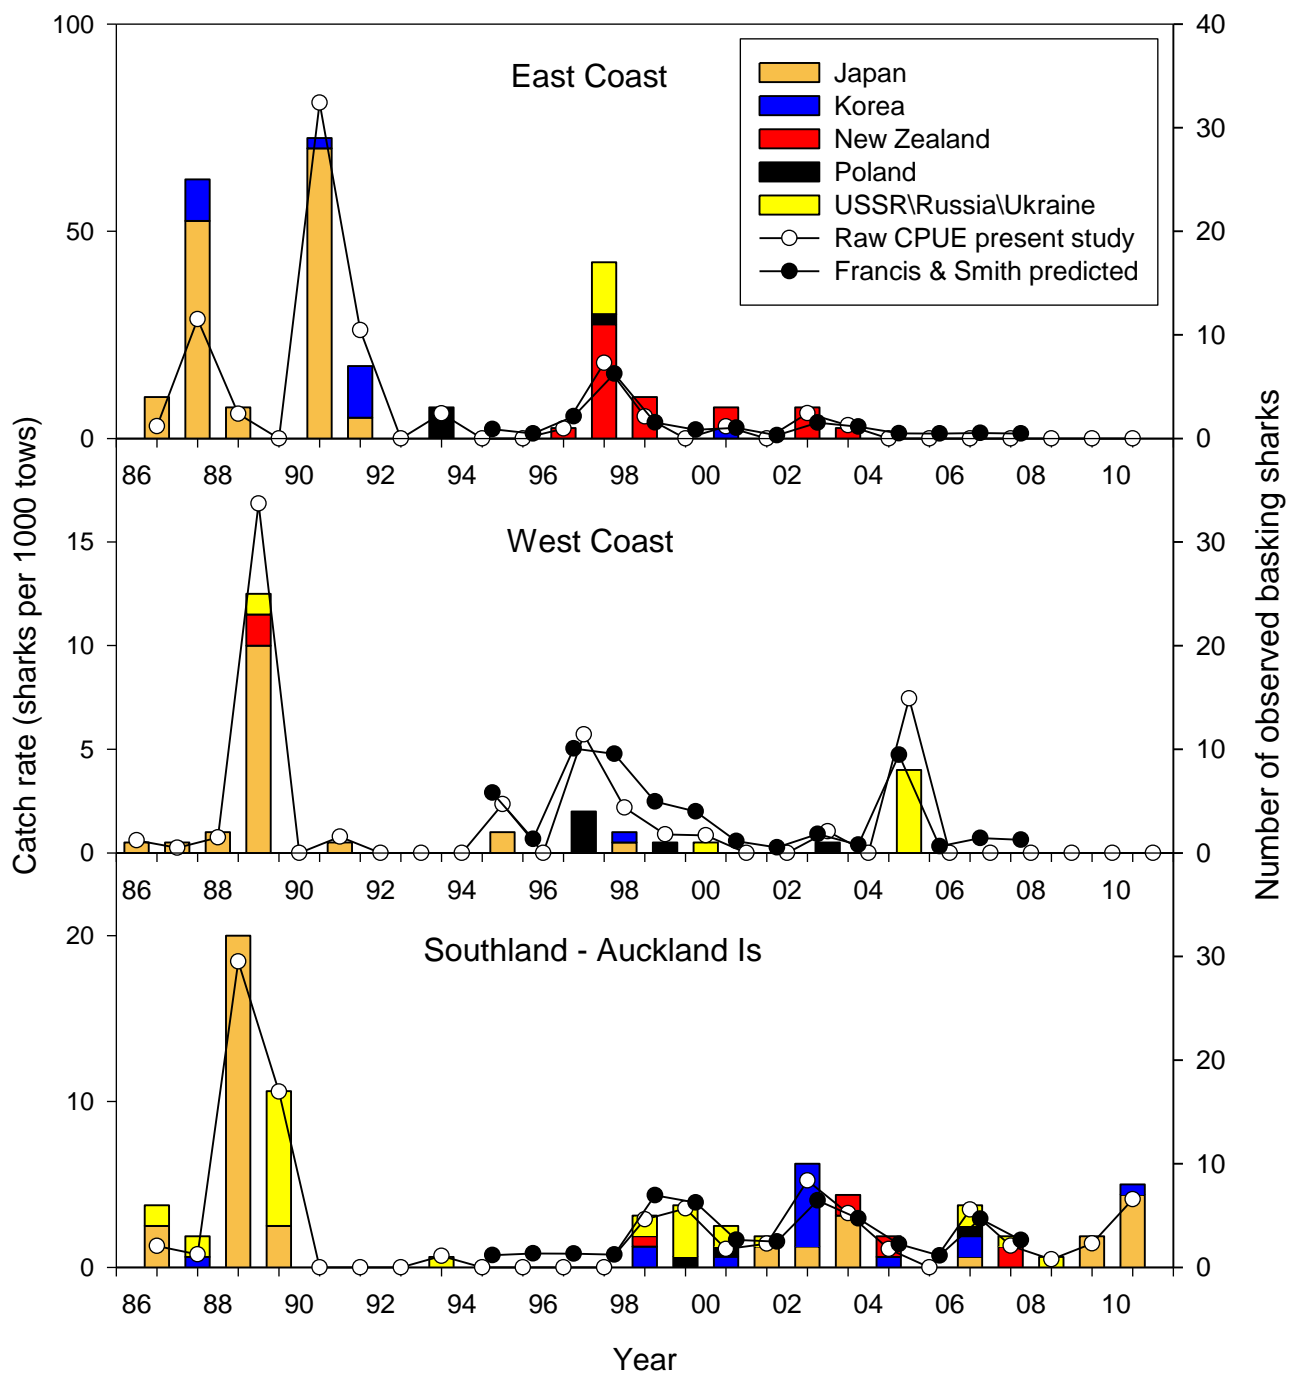 100
50
0
40
30
20
10
0
East Coast
Japan
Korea
New Zealand
Poland
USSR\Russia\Ukraine
Raw CPUE present study
Francis & Smith predicted
86 88 90 92 94 96 98 00 02 04 06 08 10
West Coast
15
10
5
0
30
20
10
0
86 88 90 92 94 96 98 00 02 04 06 08 10
Southland - Auckland Is
20
10
0
30
20
10
0
86 88 90 92 94 96 98 00 02 04 06 08 10
Year
Catch rate (sharks per 1000 tows)
Number of observed basking sharks